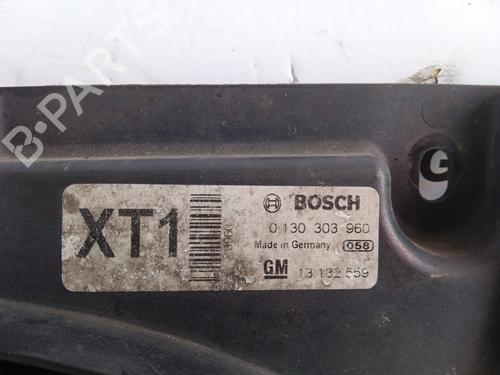 B-PARTS
XT1
BOSCH
0 130 303 960
Made in Germany 058
GM 13 132 559